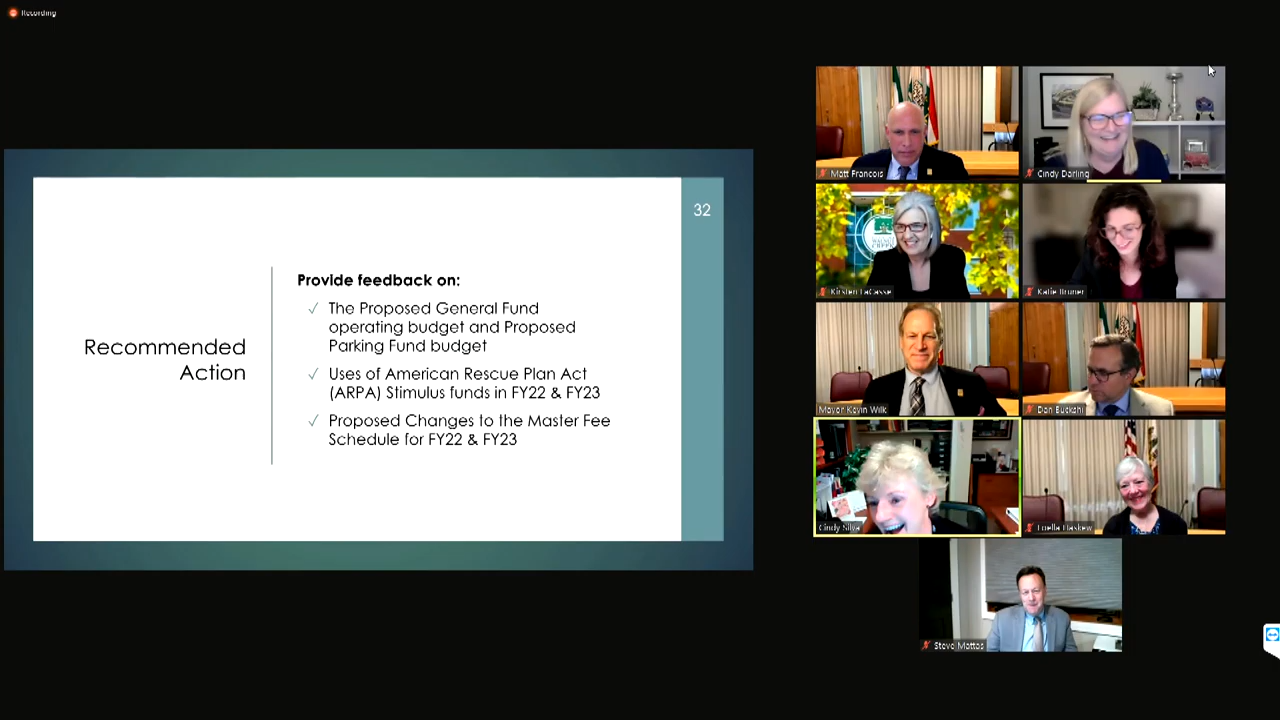 Recording
32
Recommended
Action
Provide feedback on:
✓ The Proposed General Fund
operating budget and Proposed
Parking Fund budget
✓ Uses of American Rescue Plan Act
(ARPA) Stimulus funds in FY22 & FY23
✓ Proposed Changes to the Master Fee
Schedule for FY22 & FY23
Matt Francois
Cindy Darling
Kirsten LaCasse
Katie Bruner
Mayor Kevin Wilk
Dan Buckshi
Cindy Silva
Loella Haskew
Steve Mattas